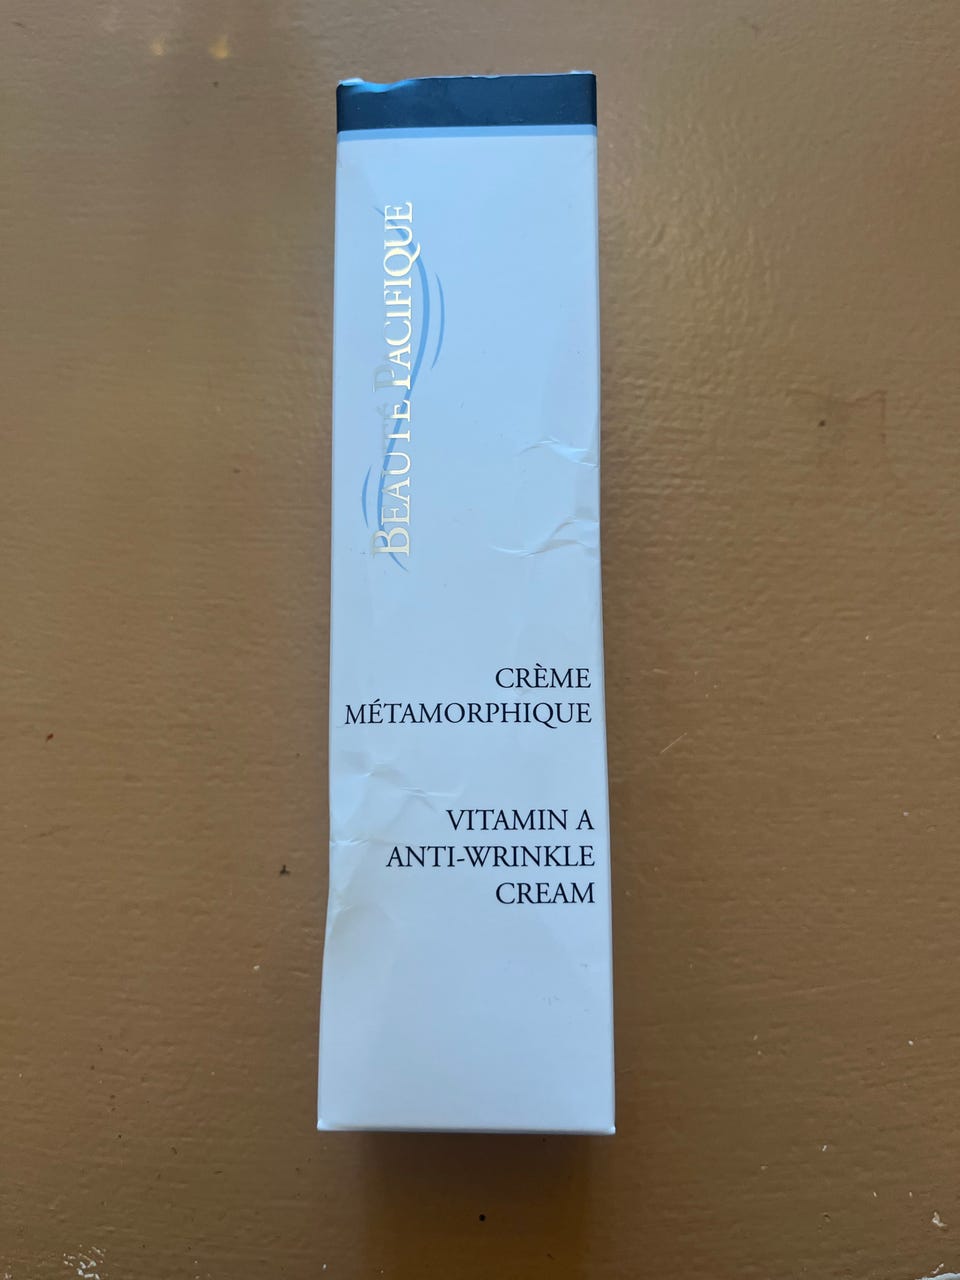 BEAUTÉ PACIFIQUE
CRÈME
MÉTAMORPHIQUE
VITAMIN A
ANTI-WRINKLE
CREAM